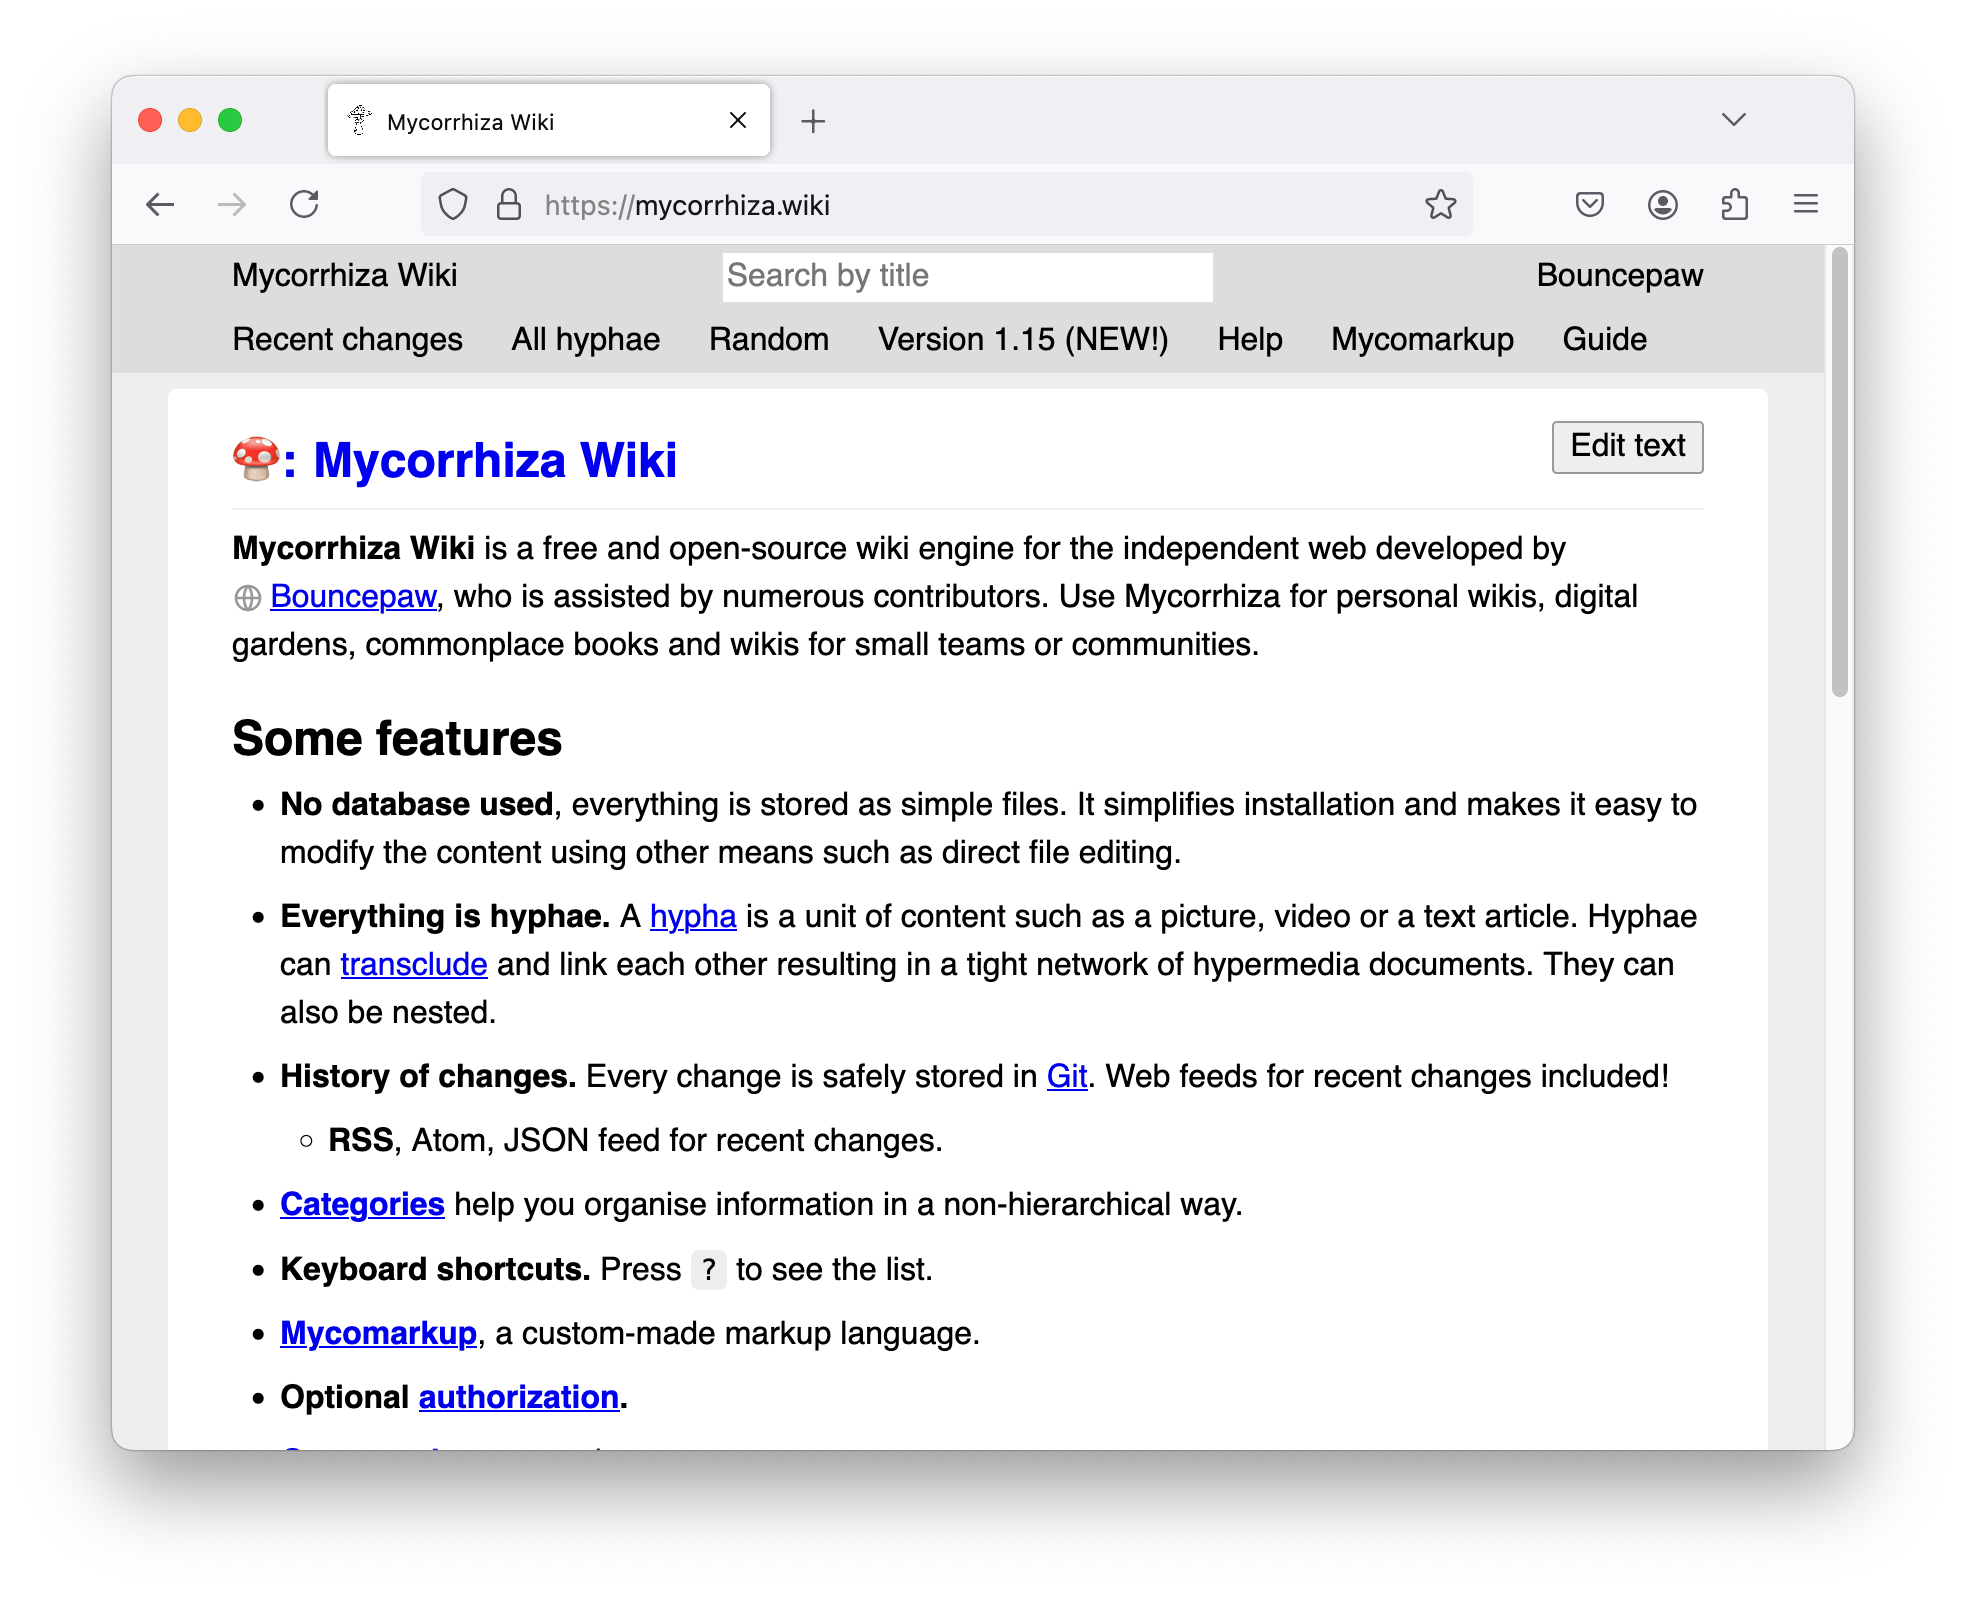 Mycorrhiza Wiki
https://mycorrhiza.wiki
Mycorrhiza Wiki
Search by title
Bouncepaw
Recent changes All hyphae Random Version 1.15 (NEW!) Help Mycomarkup Guide
🍄: Mycorrhiza Wiki
Edit text
Mycorrhiza Wiki is a free and open-source wiki engine for the independent web developed by
Bouncepaw, who is assisted by numerous contributors. Use Mycorrhiza for personal wikis, digital
gardens, commonplace books and wikis for small teams or communities.
Some features
No database used, everything is stored as simple files. It simplifies installation and makes it easy to
modify the content using other means such as direct file editing.
Everything is hyphae. A hypha is a unit of content such as a picture, video or a text article. Hyphae
can transclude and link each other resulting in a tight network of hypermedia documents. They can
also be nested.
History of changes. Every change is safely stored in Git. Web feeds for recent changes included!
RSS, Atom, JSON feed for recent changes.
Categories help you organise information in a non-hierarchical way.
Keyboard shortcuts. Press ? to see the list.
Mycomarkup, a custom-made markup language.
Optional authorization.